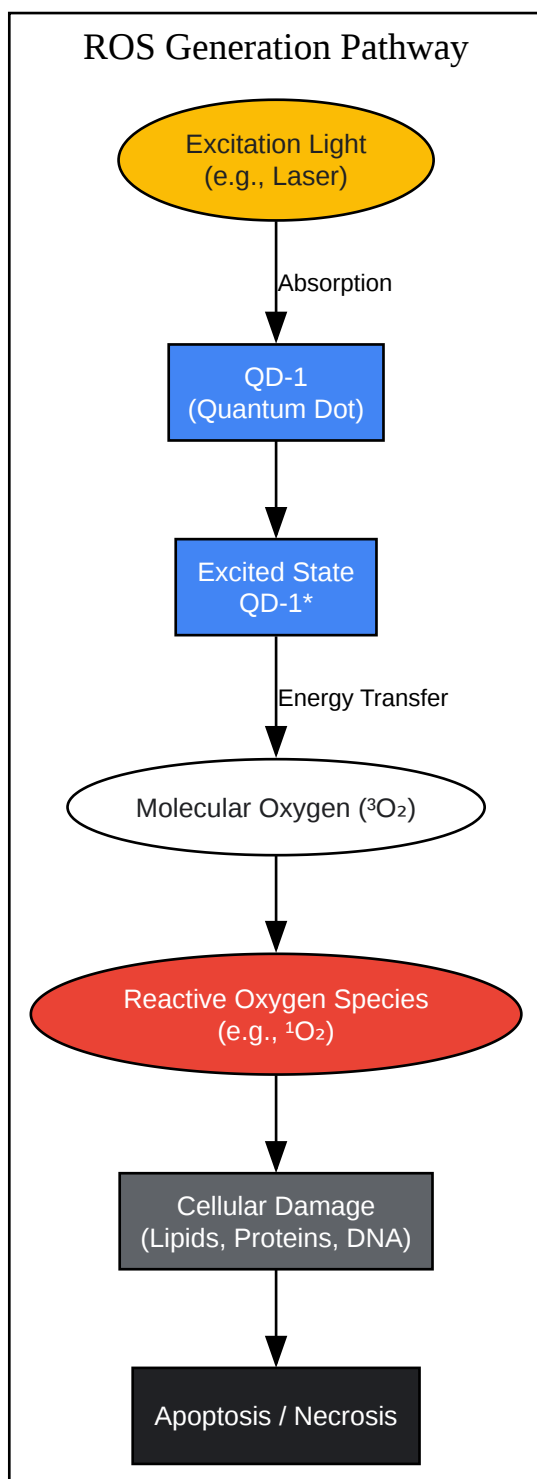 ROS Generation Pathway
Excitation Light
(e.g., Laser)
Absorption
QD-1
(Quantum Dot)
Excited State
QD-1*
Energy Transfer
Molecular Oxygen (³O₂)
Reactive Oxygen Species
(e.g., ¹O₂)
Cellular Damage
(Lipids, Proteins, DNA)
Apoptosis / Necrosis